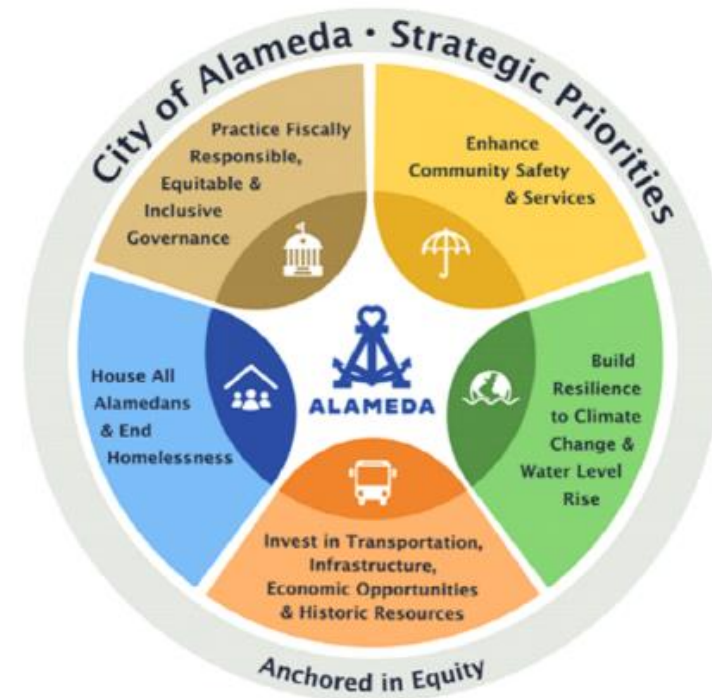 City of Alameda · Strategic Priorities
Practice Fiscally
Responsible,
Equitable &
Inclusive
Governance
Enhance
Community Safety
& Services
House All
Alamedans
& End
Homelessness
ALAMEDA
Build
Resilience
to Climate
Change &
Water Level
Rise
Invest in Transportation,
Infrastructure,
Economic Opportunities
& Historic Resources
Anchored in Equity